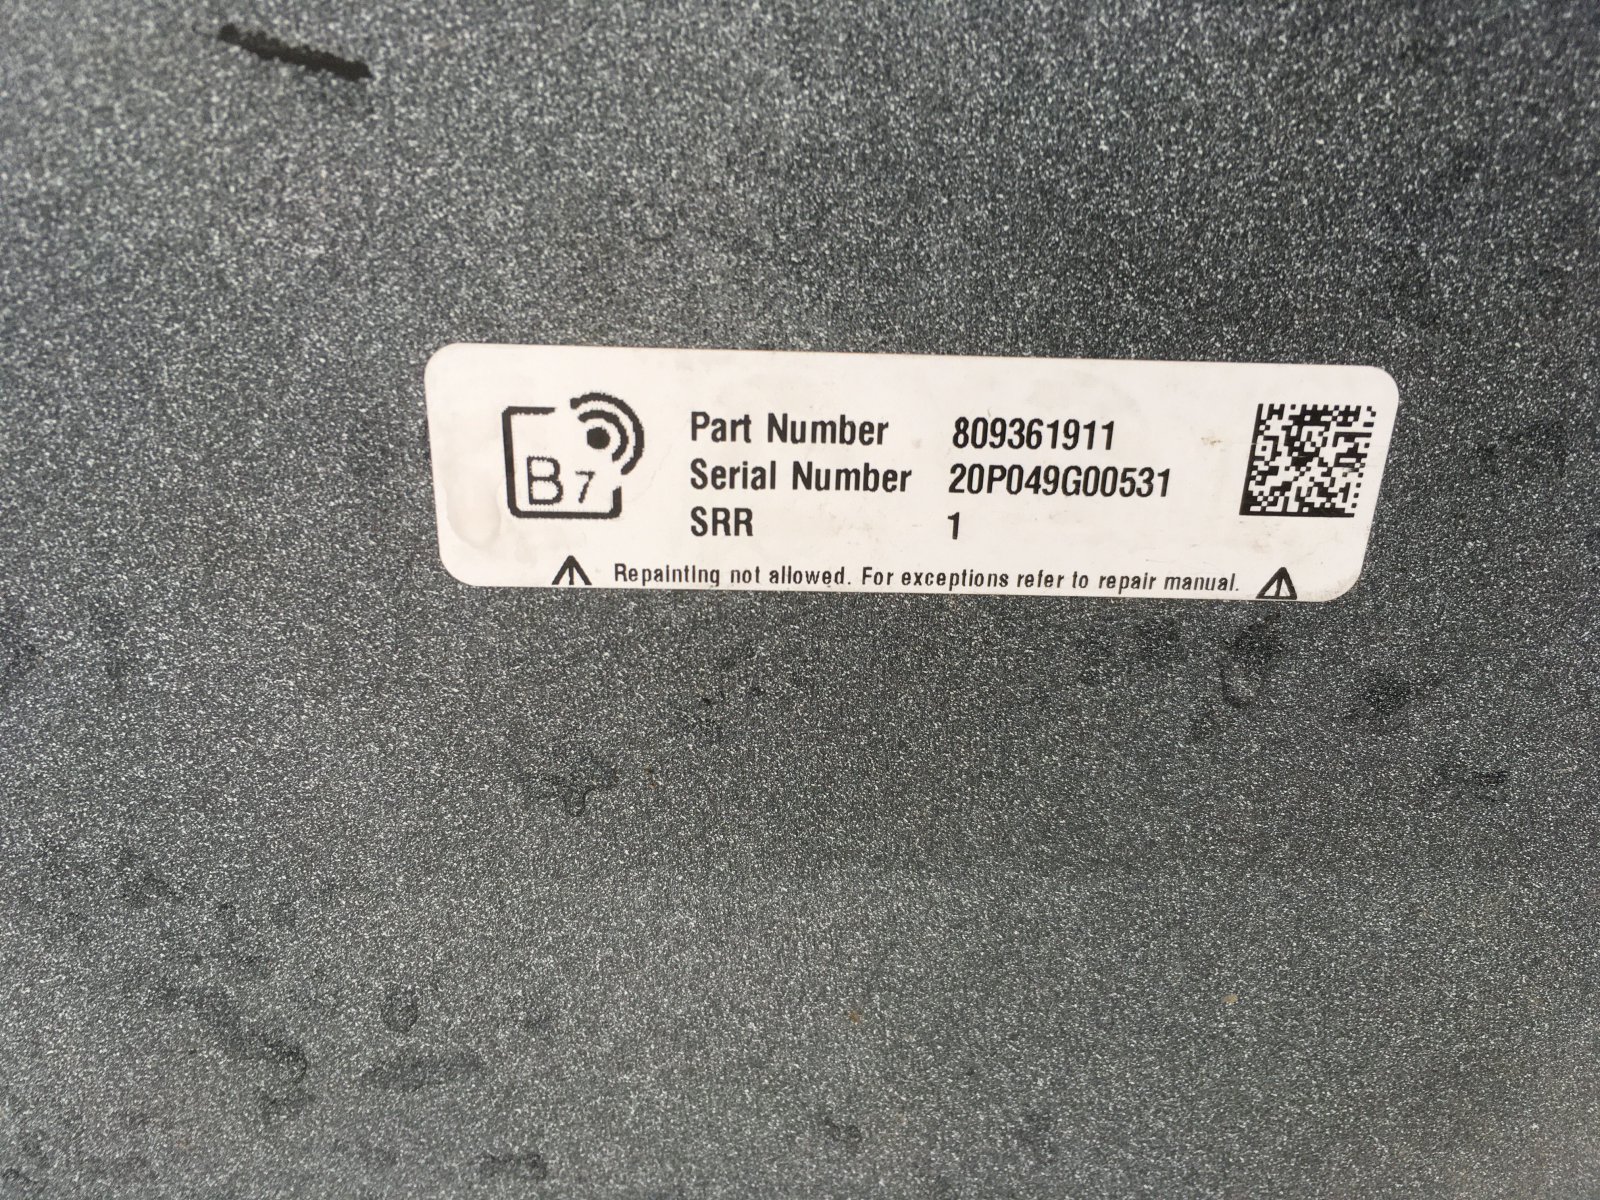 B7
Part Number 809361911
Serial Number 20P049G00531
SRR 1
Repainting not allowed. For exceptions refer to repair manual.